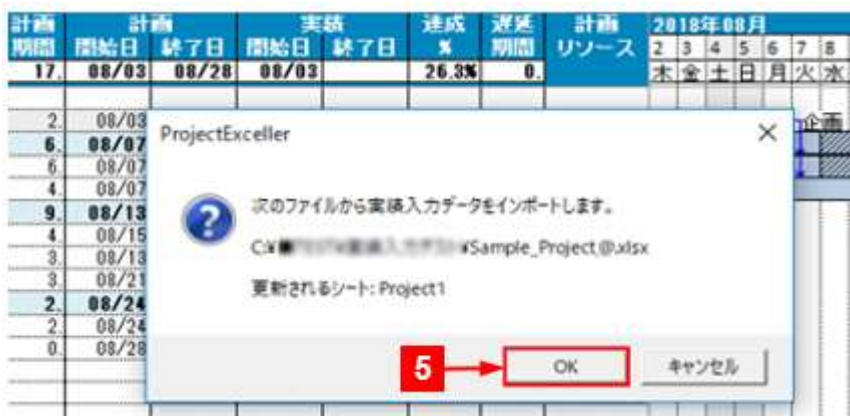 計画 計画 実績 達成 遅延 計画 2018年08月
期間 開始日 終了日 開始日 終了日 % 期間 リソース 2 3 4 5 6 7 8
17. 08/03 08/28 08/03 26.3% 0. 木 金 土 日 月 火 水
2. 08/03 企画
6. 08/07
6. 08/07
4. 08/07
9. 08/13
4. 08/15
3. 08/13
3. 08/21
2. 08/24
2. 08/24
0. 08/28
ProjectExceller
次のファイルから実績入力データをインポートします。
C:¥ ¥Sample_Project@.xlsx
更新されるシート: Project1
5 OK キャンセル